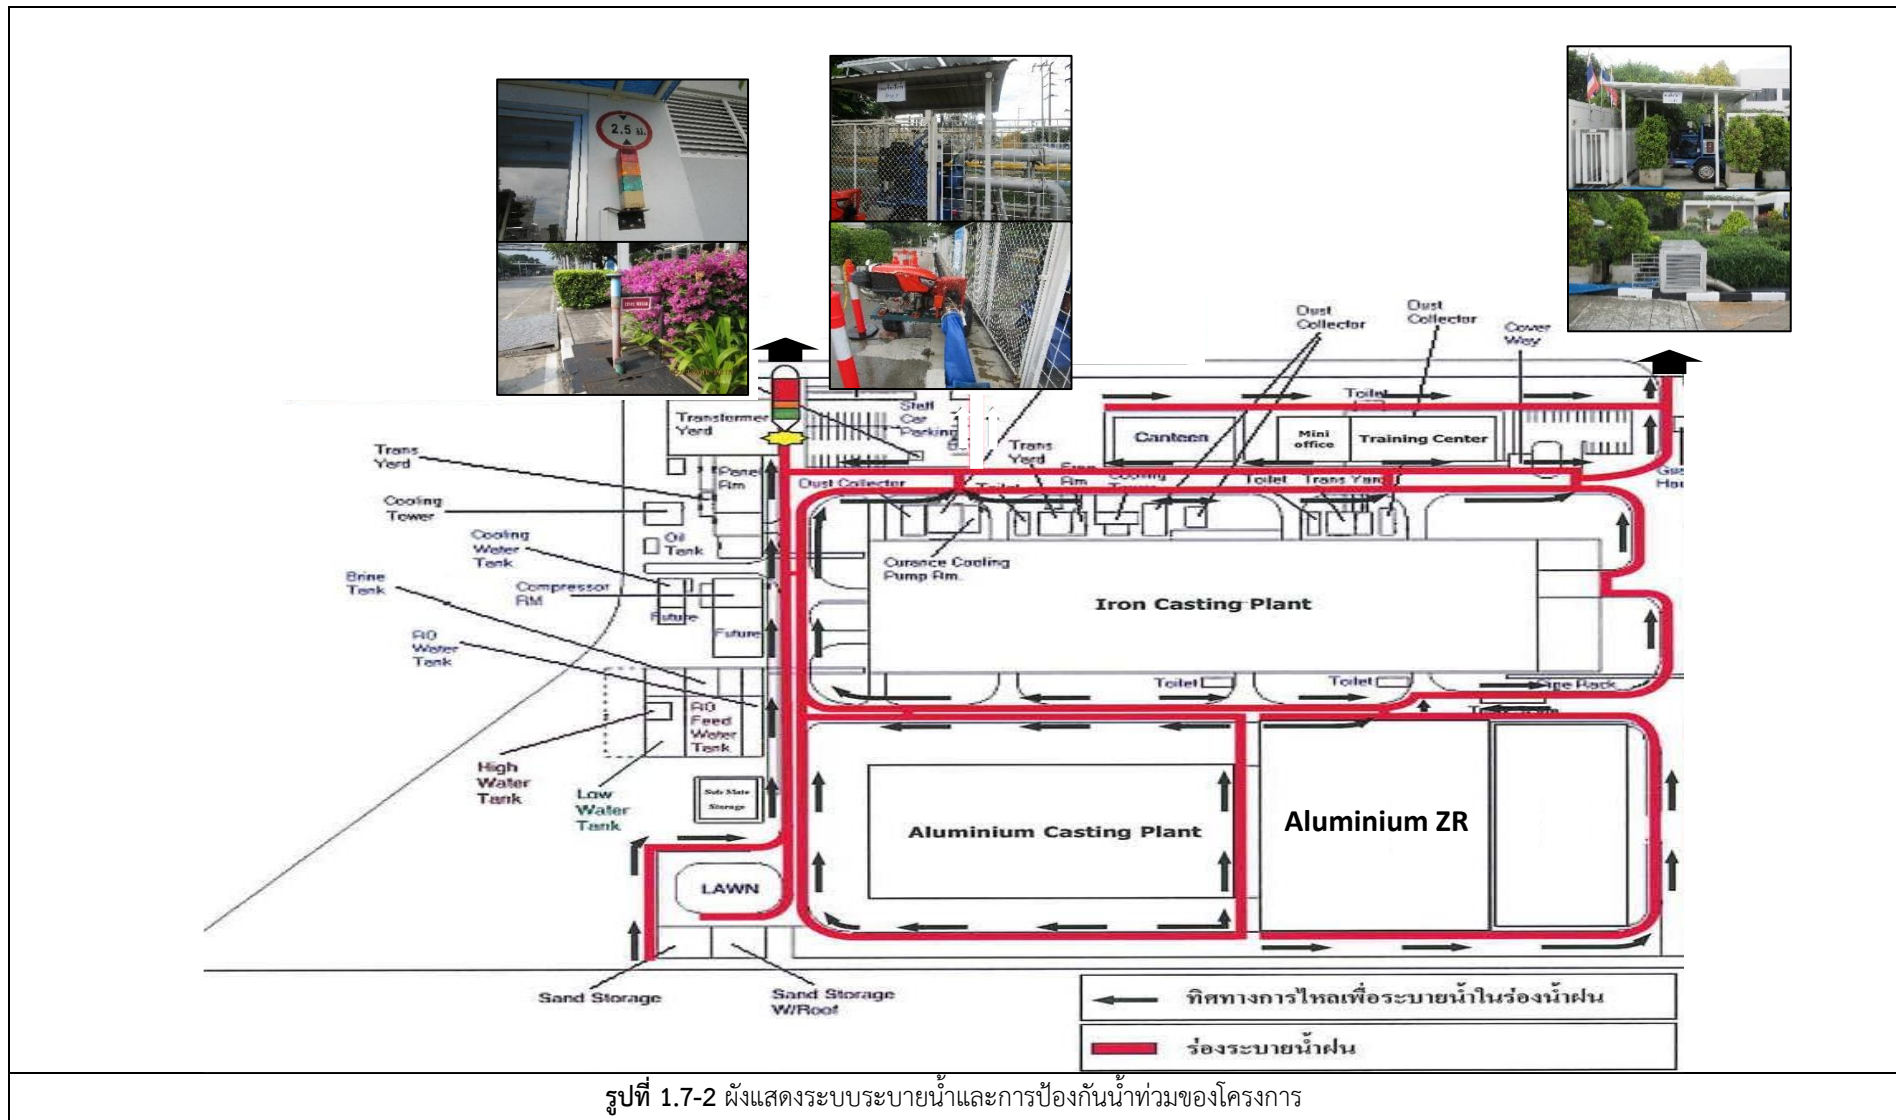 2.5 ม.
Dust
Collector
Dust
Collector
Cover
Way
Toilet
Transformer
Yard
Staff
Car
Parking
Canteen
Mini
office
Training Center
Trans
Yard
Trans
Yard
Panel
Rm
Dust Collector
Toilet
Toilet
Trans Yard
Cooling
Tower
Cooling
Water
Tank
Oil
Tank
Curance Cooling
Pump Rm.
Brine
Tank
Compressor
RM
Future
Future
Iron Casting Plant
RO
Water
Tank
Toilet
Toilet
Pipe Rack
RO
Feed
Water
Tank
High
Water
Tank
Low
Water
Tank
Sub Mate
Storage
Aluminium Casting Plant
Aluminium ZR
LAWN
Sand Storage
Sand Storage
W/Roof
ทิศทางการไหลเพื่อระบายน้ำในร่องน้ำฝน
ร่องระบายน้ำฝน
รูปที่ 1.7-2 ผังแสดงระบบระบายน้ำและการป้องกันน้ำท่วมของโครงการ